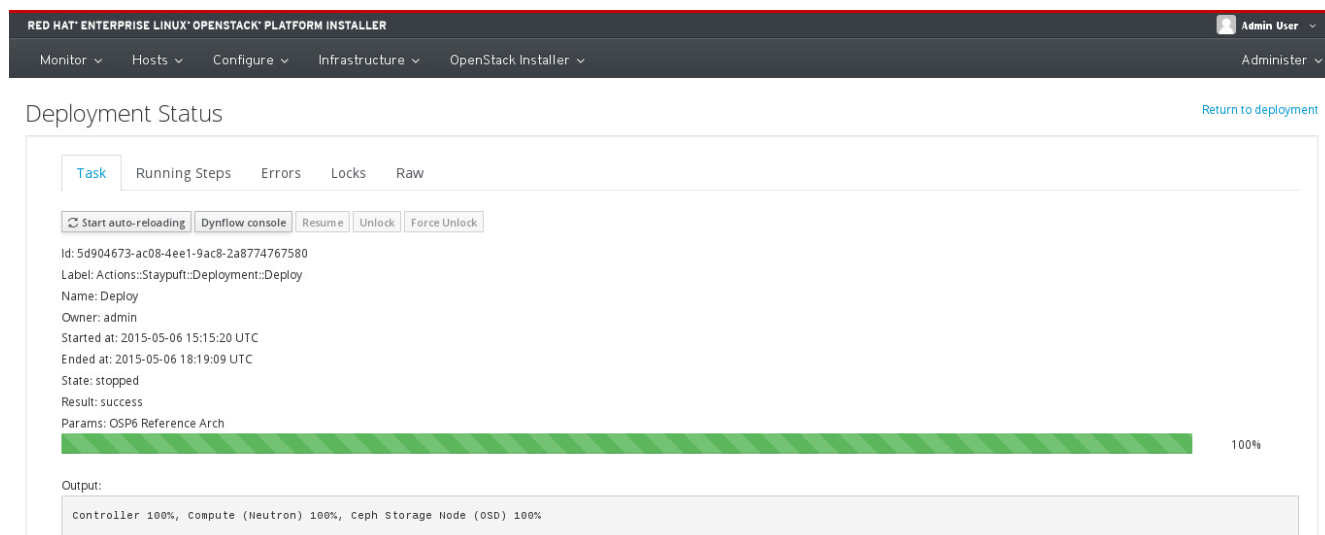 RED HAT® ENTERPRISE LINUX® OPENSTACK® PLATFORM INSTALLER
Admin User
Monitor Hosts Configure Infrastructure OpenStack Installer Administer
Deployment Status
Return to deployment
Task Running Steps Errors Locks Raw
Start auto-reloading Dynflow console Resume Unlock Force Unlock
Id: 5d904673-ac08-4ee1-9ac8-2a8774767580
Label: Actions::Staypuft::Deployment::Deploy
Name: Deploy
Owner: admin
Started at: 2015-05-06 15:15:20 UTC
Ended at: 2015-05-06 18:19:09 UTC
State: stopped
Result: success
Params: OSP6 Reference Arch
100%
Output:
Controller 100%, Compute (Neutron) 100%, Ceph Storage Node (OSD) 100%